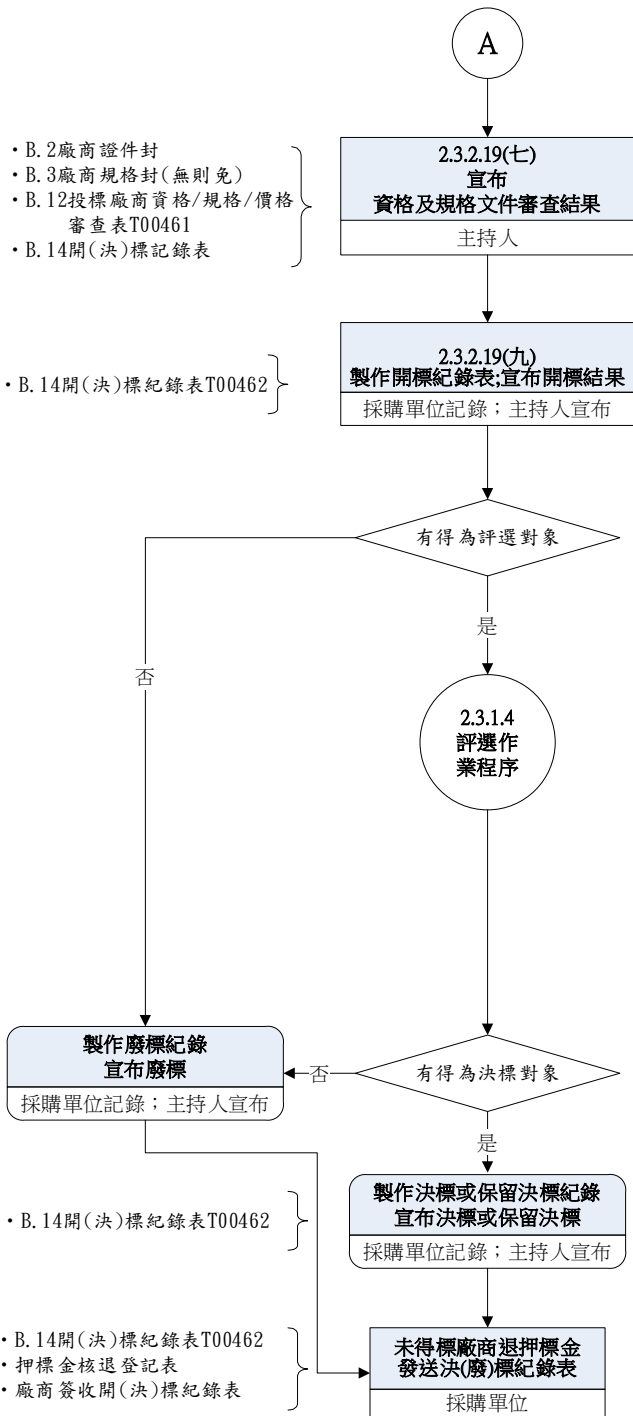 A
・B.2廠商證件封
・B.3廠商規格封(無則免)
・B.12投標廠商資格/規格/價格
審查表T00461
・B.14開(決)標記錄表
2.3.2.19(七)
宣布
資格及規格文件審查結果
主持人
・B.14開(決)標紀錄表T00462
2.3.2.19(九)
製作開標紀錄表;宣布開標結果
採購單位記錄；主持人宣布
有得為評選對象
是
否
2.3.1.4
評選作
業程序
製作廢標紀錄
宣布廢標
採購單位記錄；主持人宣布
否
有得為決標對象
是
・B.14開(決)標紀錄表T00462
製作決標或保留決標紀錄
宣布決標或保留決標
採購單位記錄；主持人宣布
・B.14開(決)標紀錄表T00462
・押標金核退登記表
・廠商簽收開(決)標紀錄表
未得標廠商退押標金
發送決(廢)標紀錄表
採購單位